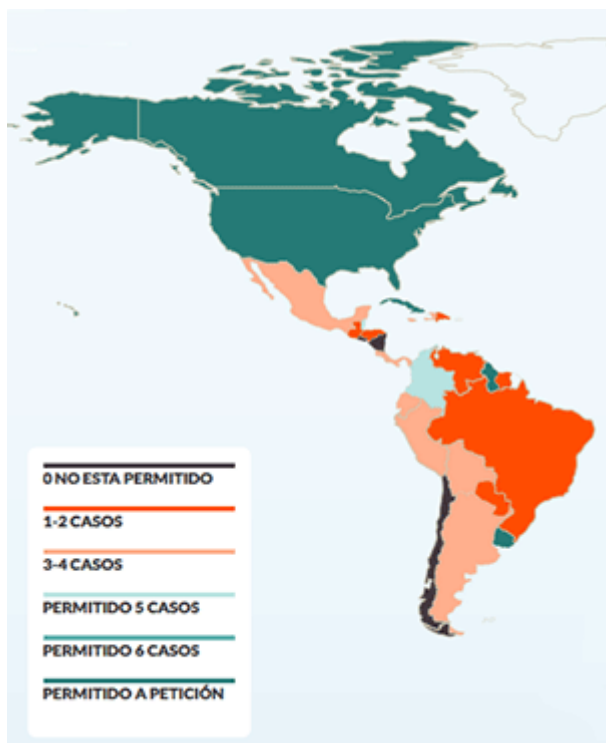 0 NO ESTA PERMITIDO
1-2 CASOS
3-4 CASOS
PERMITIDO 5 CASOS
PERMITIDO 6 CASOS
PERMITIDO A PETICIÓN